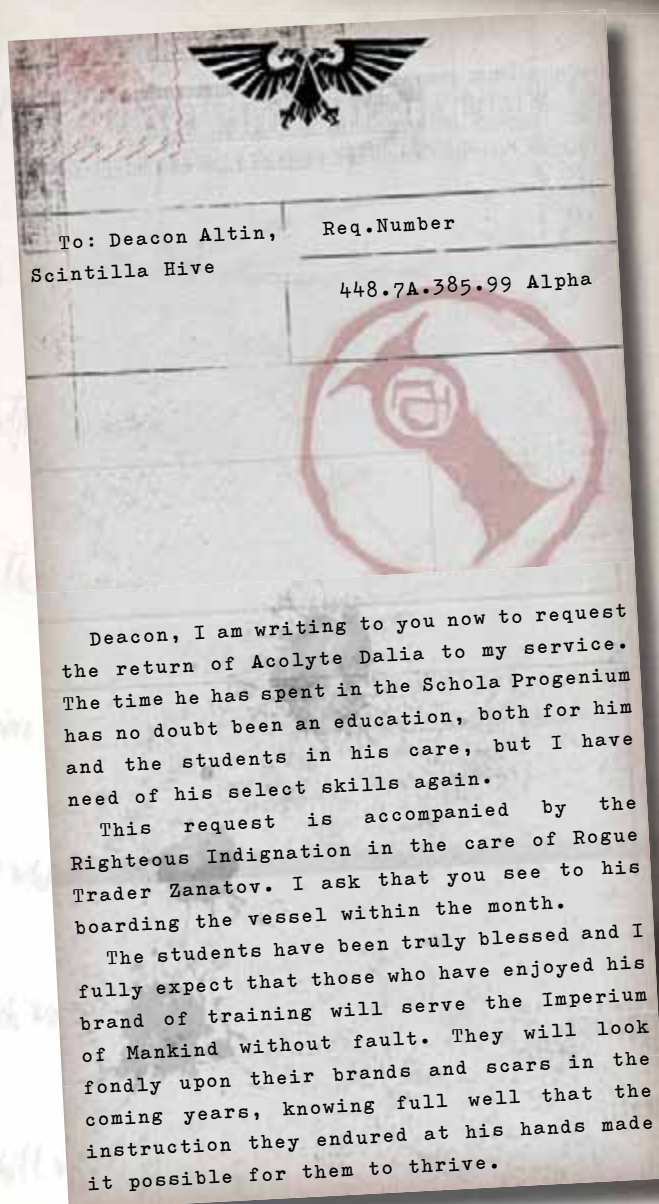 To: Deacon Altin,
Scintilla Hive
Req.Number
448.7A.385.99 Alpha
Deacon, I am writing to you now to request
the return of Acolyte Dalia to my service.
The time he has spent in the Schola Progenium
has no doubt been an education, both for him
and the students in his care, but I have
need of his select skills again.
This request is accompanied by the
Righteous Indignation in the care of Rogue
Trader Zanatov. I ask that you see to his
boarding the vessel within the month.
The students have been truly blessed and I
fully expect that those who have enjoyed his
brand of training will serve the Imperium
of Mankind without fault. They will look
fondly upon their brands and scars in the
coming years, knowing full well that the
instruction they endured at his hands made
it possible for them to thrive.